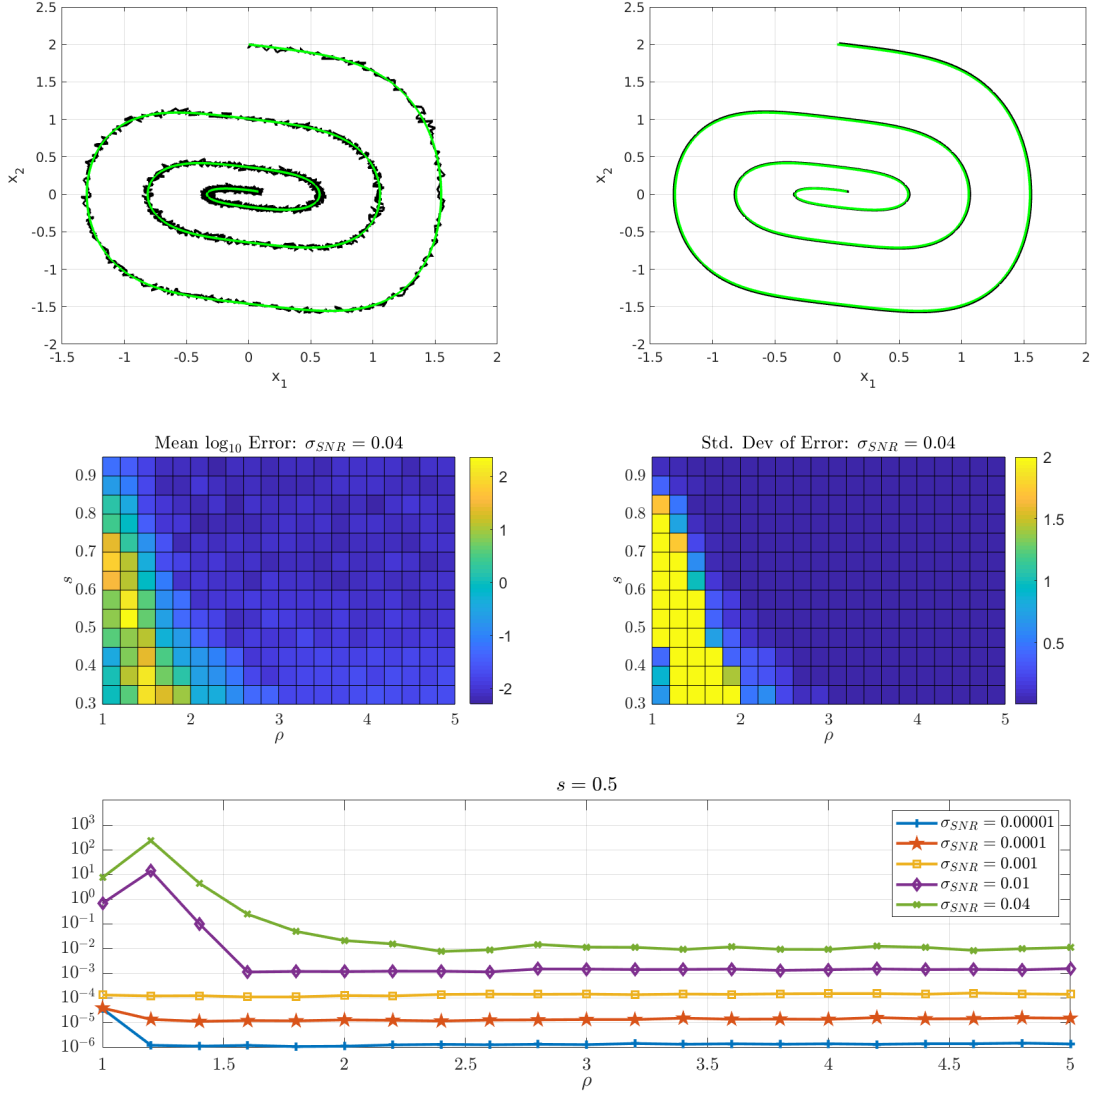 2.5
2
1.5
1
0.5
0
-0.5
-1
-1.5
-2
x2
-1.5 -1 -0.5 0 0.5 1 1.5 2
x1
2.5
2
1.5
1
0.5
0
-0.5
-1
-1.5
-2
x2
-1.5 -1 -0.5 0 0.5 1 1.5 2
x1
Mean log10 Error: σSNR = 0.04
0.9
0.8
0.7
0.6
0.5
0.4
0.3
s
1 2 3 4 5
ρ
2
1
0
-1
-2
Std. Dev of Error: σSNR = 0.04
0.9
0.8
0.7
0.6
0.5
0.4
0.3
s
1 2 3 4 5
ρ
2
1.5
1
0.5
s = 0.5
10^3
10^2
10^1
10^0
10^-1
10^-2
10^-3
10^-4
10^-5
10^-6
1 1.5 2 2.5 3 3.5 4 4.5 5
ρ
σSNR = 0.00001
σSNR = 0.0001
σSNR = 0.001
σSNR = 0.01
σSNR = 0.04